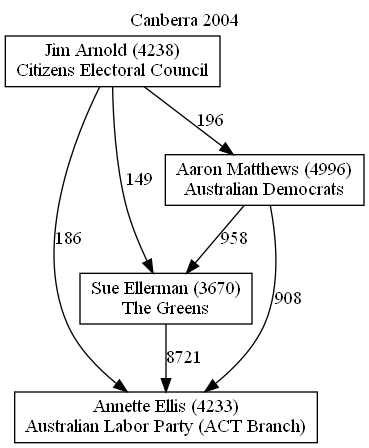 Canberra 2004
Jim Arnold (4238)
Citizens Electoral Council
196
Aaron Matthews (4996)
Australian Democrats
149
186
958
Sue Ellerman (3670)
The Greens
908
8721
Annette Ellis (4233)
Australian Labor Party (ACT Branch)